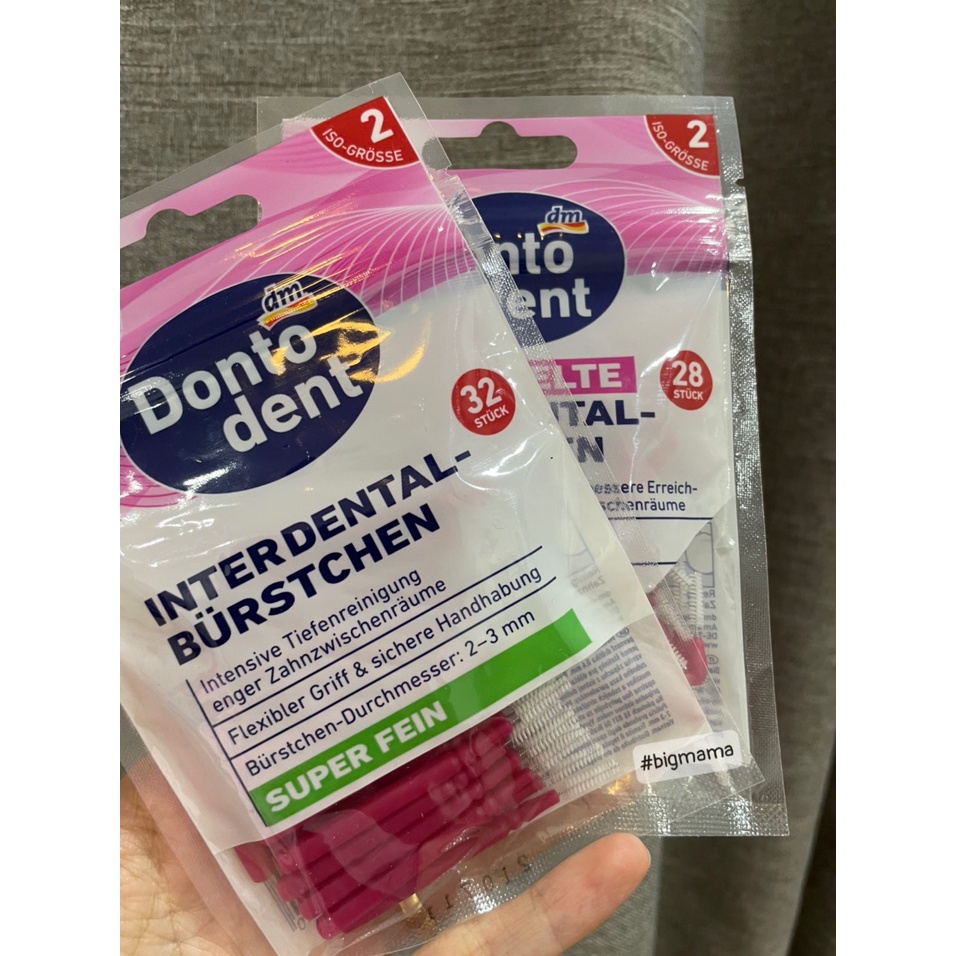 2
ISO-GRÖSSE
dm
Donto
dent
32
STÜCK
INTERDENTAL-
BÜRSTCHEN
Intensive Tiefenreinigung
enger Zahnzwischenräume
Flexibler Griff & sichere Handhabung
Bürstchen-Durchmesser: 2–3 mm
SUPER FEIN
2
ISO-GRÖSSE
dm
nto
ent
28
STÜCK
ELTE
NTAL-
EN
essere Erreich-
schenräume
#bigmama